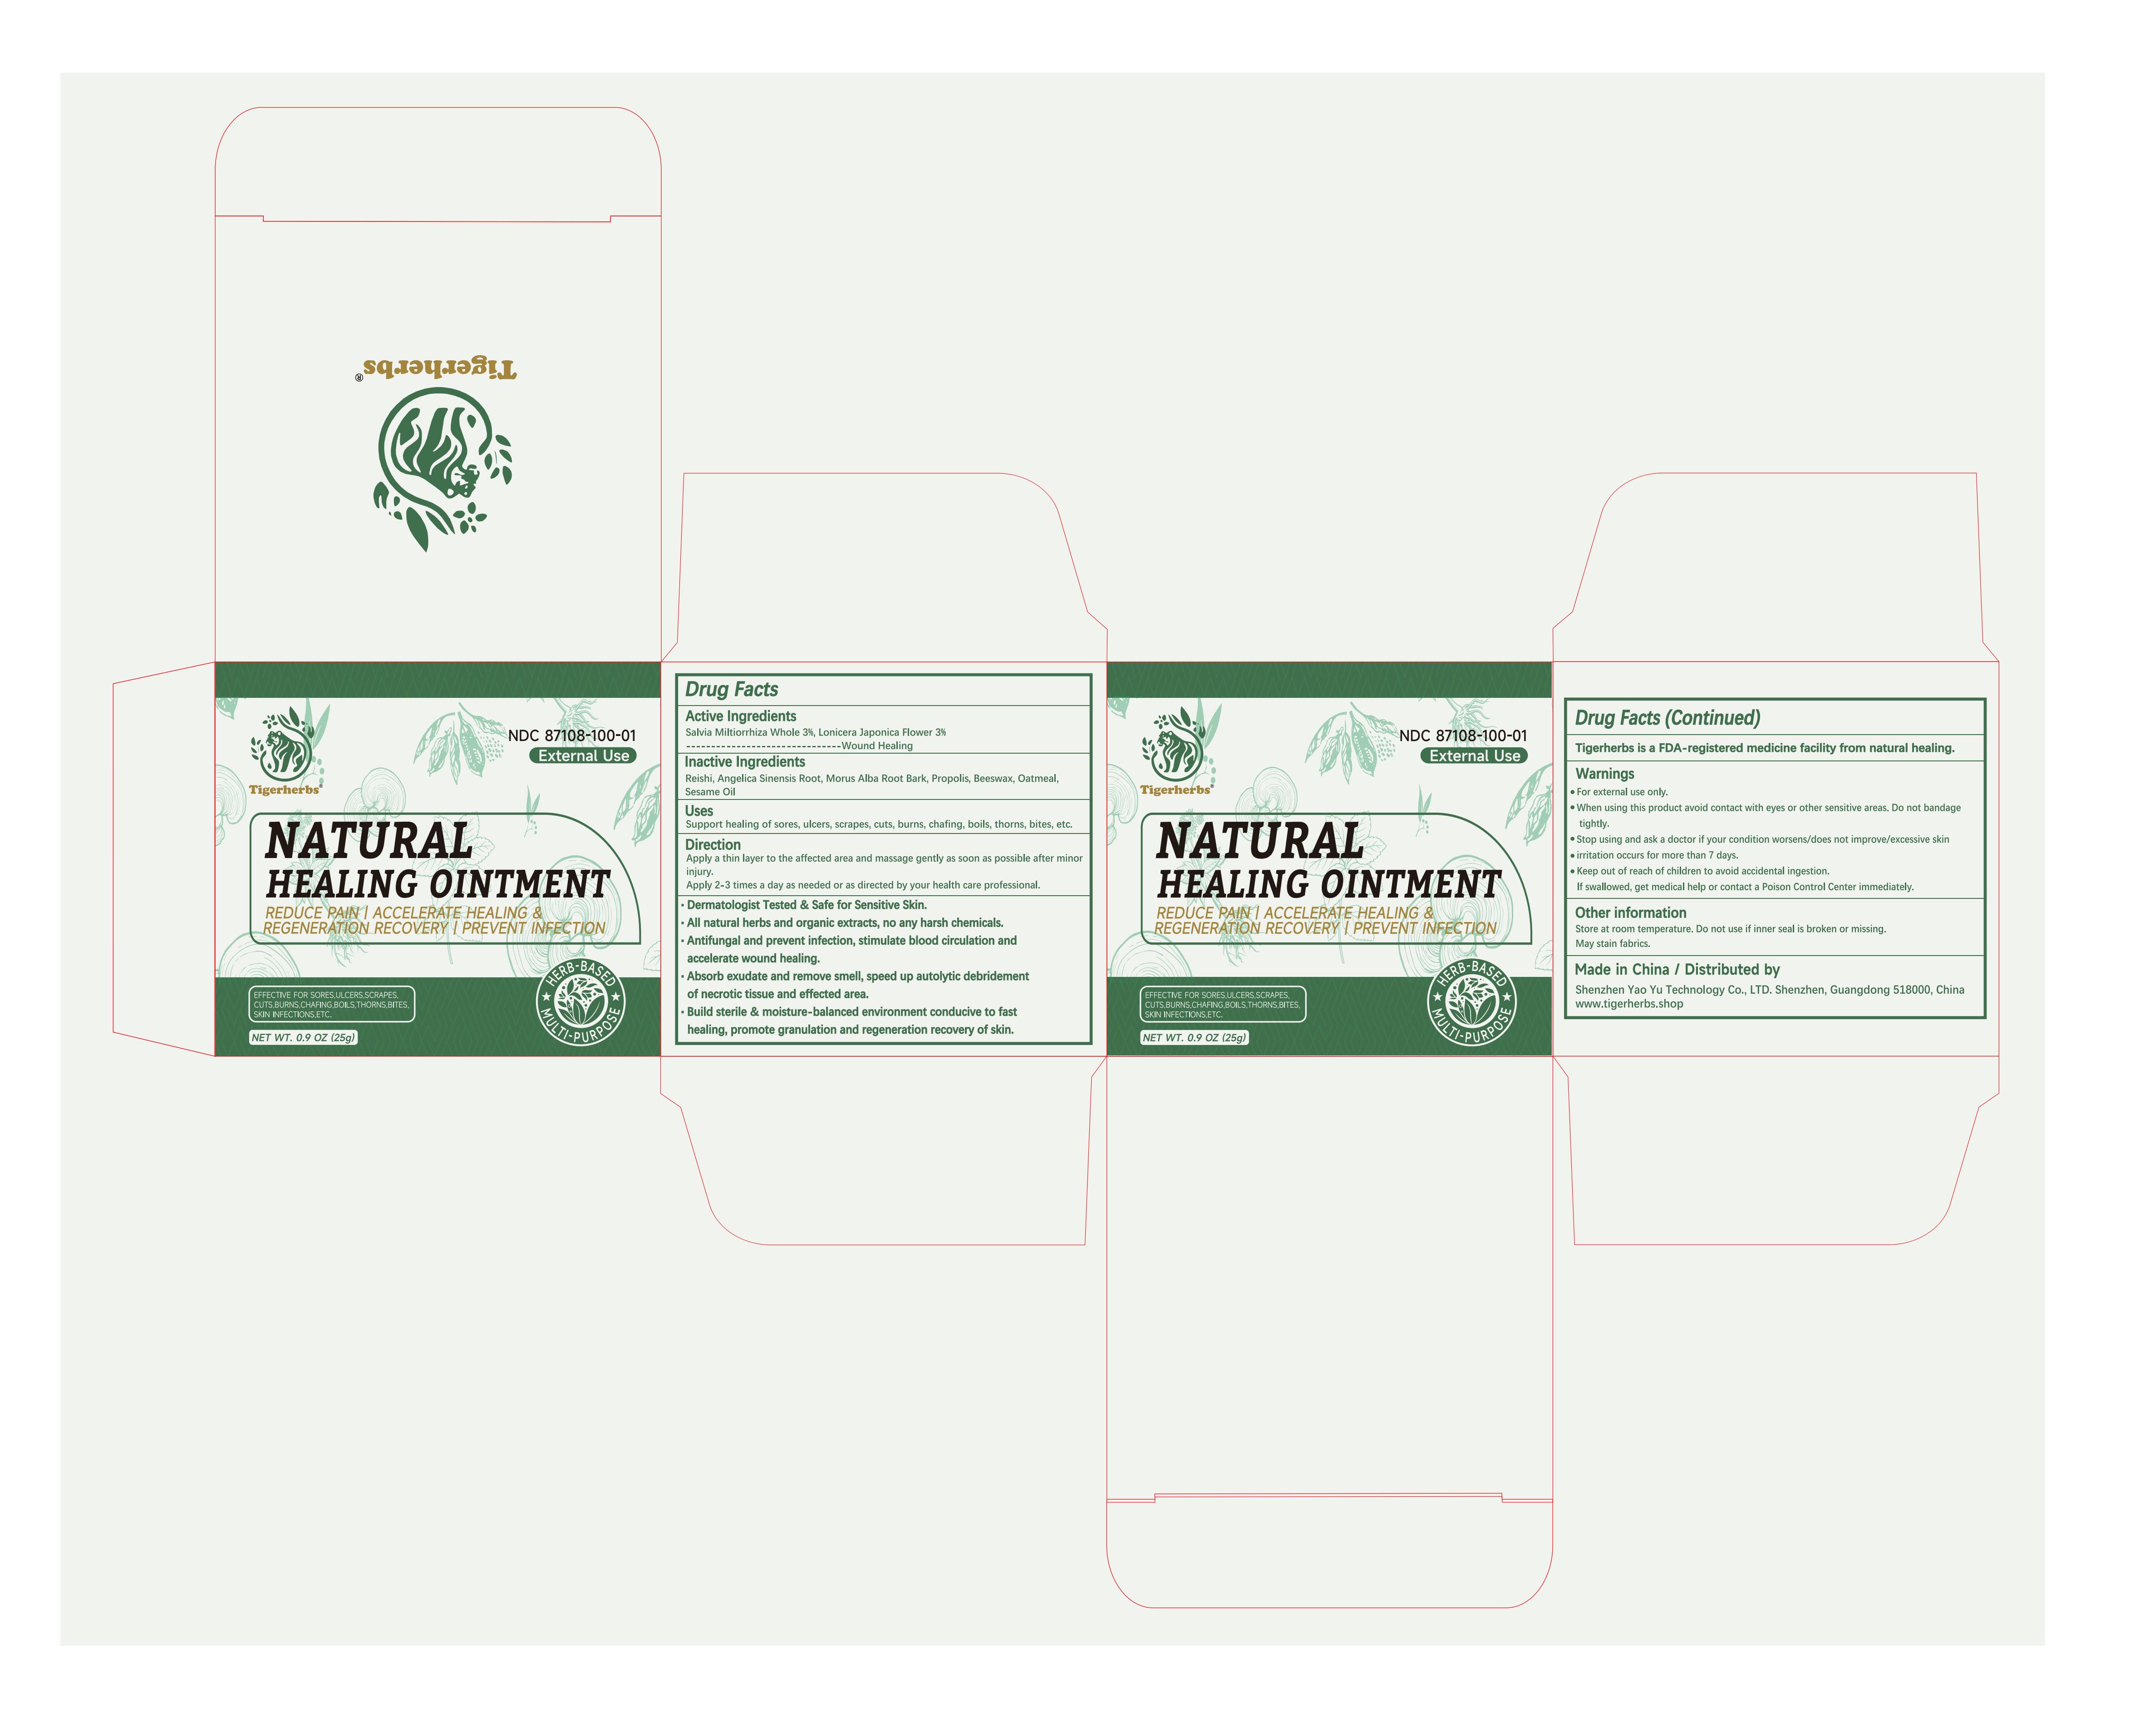 Tigerherbs®
Tigerherbs®
NDC 87108-100-01
External Use
NATURAL
HEALING OINTMENT
REDUCE PAIN | ACCELERATE HEALING &
REGENERATION RECOVERY | PREVENT INFECTION
EFFECTIVE FOR SORES,ULCERS,SCRAPES,
CUTS,BURNS,CHAFING,BOILS,THORNS,BITES,
SKIN INFECTIONS,ETC.
NET WT. 0.9 OZ (25g)
HERB-BASED
MULTI-PURPOSE
Drug Facts
Active Ingredients
Salvia Miltiorrhiza Whole 3%, Lonicera Japonica Flower 3%
--------------------------------Wound Healing
Inactive Ingredients
Reishi, Angelica Sinensis Root, Morus Alba Root Bark, Propolis, Beeswax, Oatmeal,
Sesame Oil
Uses
Support healing of sores, ulcers, scrapes, cuts, burns, chafing, boils, thorns, bites, etc.
Direction
Apply a thin layer to the affected area and massage gently as soon as possible after minor
injury.
Apply 2-3 times a day as needed or as directed by your health care professional.
· Dermatologist Tested & Safe for Sensitive Skin.
· All natural herbs and organic extracts, no any harsh chemicals.
· Antifungal and prevent infection, stimulate blood circulation and
accelerate wound healing.
· Absorb exudate and remove smell, speed up autolytic debridement
of necrotic tissue and effected area.
· Build sterile & moisture-balanced environment conducive to fast
healing, promote granulation and regeneration recovery of skin.
Tigerherbs®
NDC 87108-100-01
External Use
NATURAL
HEALING OINTMENT
REDUCE PAIN | ACCELERATE HEALING &
REGENERATION RECOVERY | PREVENT INFECTION
EFFECTIVE FOR SORES,ULCERS,SCRAPES,
CUTS,BURNS,CHAFING,BOILS,THORNS,BITES,
SKIN INFECTIONS,ETC.
NET WT. 0.9 OZ (25g)
HERB-BASED
MULTI-PURPOSE
Drug Facts (Continued)
Tigerherbs is a FDA-registered medicine facility from natural healing.
Warnings
• For external use only.
• When using this product avoid contact with eyes or other sensitive areas. Do not bandage
tightly.
• Stop using and ask a doctor if your condition worsens/does not improve/excessive skin
• irritation occurs for more than 7 days.
• Keep out of reach of children to avoid accidental ingestion.
If swallowed, get medical help or contact a Poison Control Center immediately.
Other information
Store at room temperature. Do not use if inner seal is broken or missing.
May stain fabrics.
Made in China / Distributed by
Shenzhen Yao Yu Technology Co., LTD. Shenzhen, Guangdong 518000, China
www.tigerherbs.shop